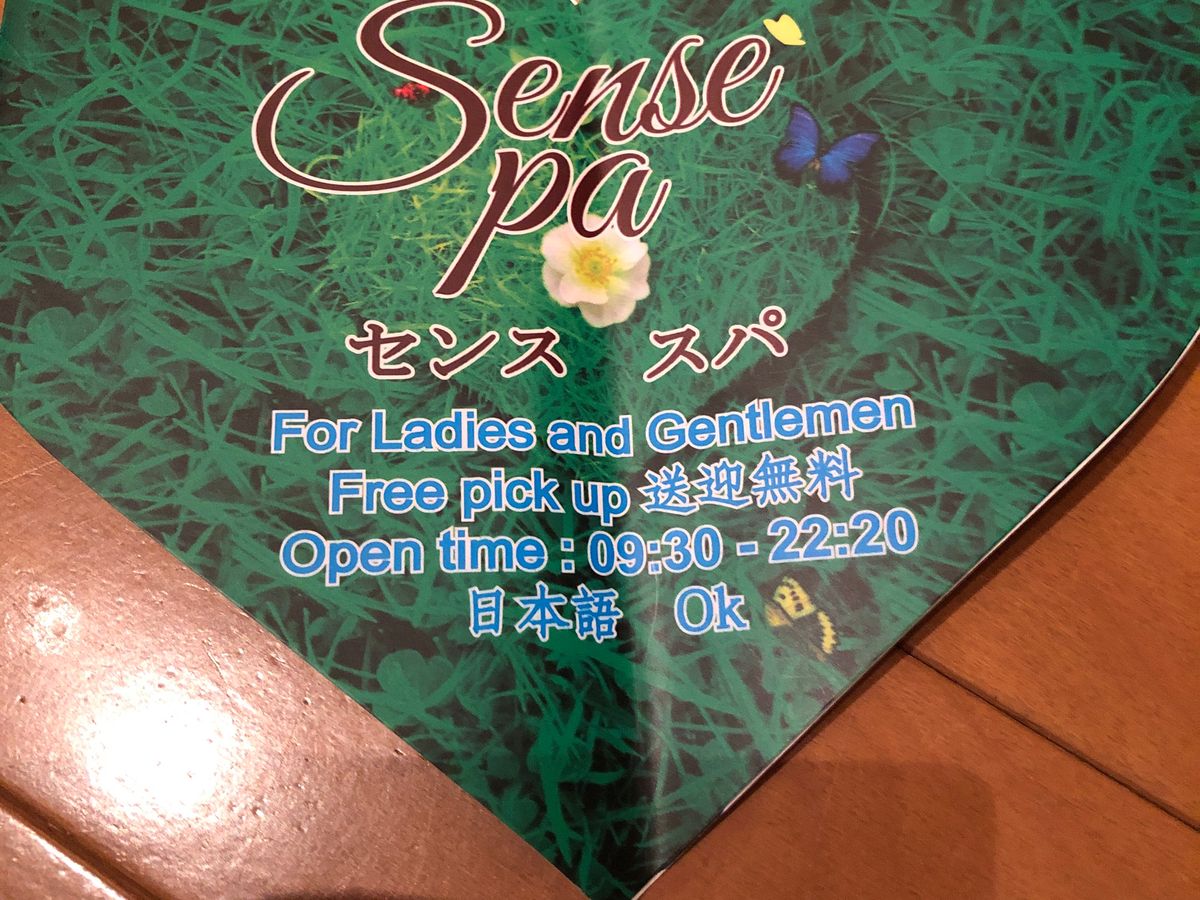 Sense
Spa
センス スパ
For Ladies and Gentlemen
Free pick up 送迎無料
Open time : 09:30 - 22:20
日本語 Ok